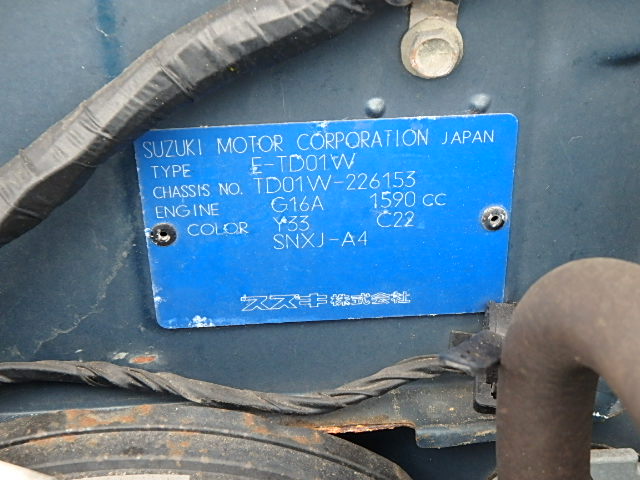 SUZUKI MOTOR CORPORATION JAPAN
TYPE E-TD01W
CHASSIS NO. TD01W-226153
ENGINE G16A 1590 CC
COLOR Y33 C22
SNXJ-A4
スズキ株式会社